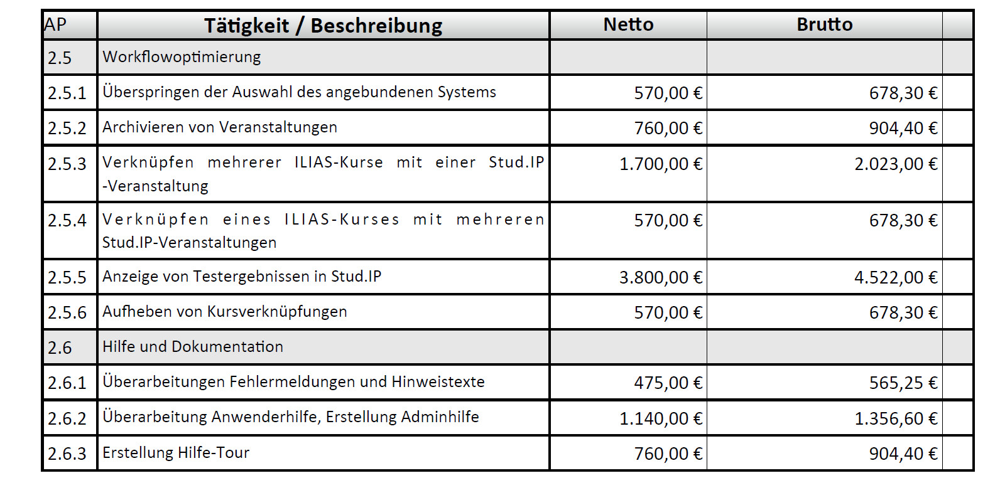 AP Tätigkeit / Beschreibung Netto Brutto
2.5 Workflowoptimierung
2.5.1 Überspringen der Auswahl des angebundenen Systems 570,00 € 678,30 €
2.5.2 Archivieren von Veranstaltungen 760,00 € 904,40 €
2.5.3 Verknüpfen mehrerer ILIAS-Kurse mit einer Stud.IP 1.700,00 € 2.023,00 €
-Veranstaltung
2.5.4 Verknüpfen eines ILIAS-Kurses mit mehreren 570,00 € 678,30 €
Stud.IP-Veranstaltungen
2.5.5 Anzeige von Testergebnissen in Stud.IP 3.800,00 € 4.522,00 €
2.5.6 Aufheben von Kursverknüpfungen 570,00 € 678,30 €
2.6 Hilfe und Dokumentation
2.6.1 Überarbeitungen Fehlermeldungen und Hinweistexte 475,00 € 565,25 €
2.6.2 Überarbeitung Anwenderhilfe, Erstellung Adminhilfe 1.140,00 € 1.356,60 €
2.6.3 Erstellung Hilfe-Tour 760,00 € 904,40 €